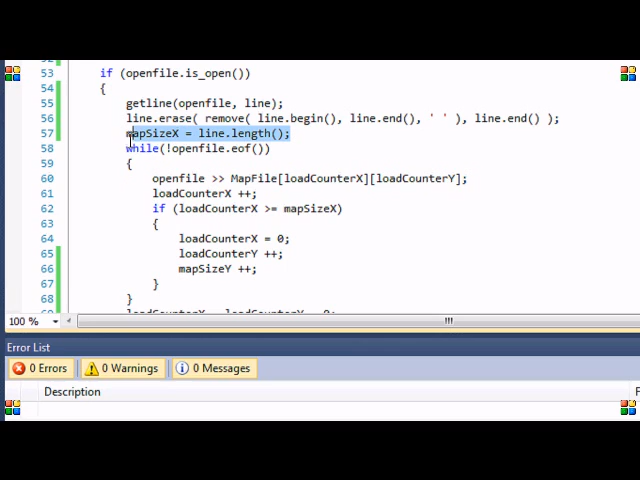 53 if (openfile.is_open())
54 {
55 getline(openfile, line);
56 line.erase( remove( line.begin(), line.end(), ' ' ), line.end() );
57 mapSizeX = line.length();
58 while(!openfile.eof())
59 {
60 openfile >> MapFile[loadCounterX][loadCounterY];
61 loadCounterX ++;
62 if (loadCounterX >= mapSizeX)
63 {
64 loadCounterX = 0;
65 loadCounterY ++;
66 mapSizeY ++;
67 }
68 }
100 %
Error List
0 Errors
0 Warnings
0 Messages
Description